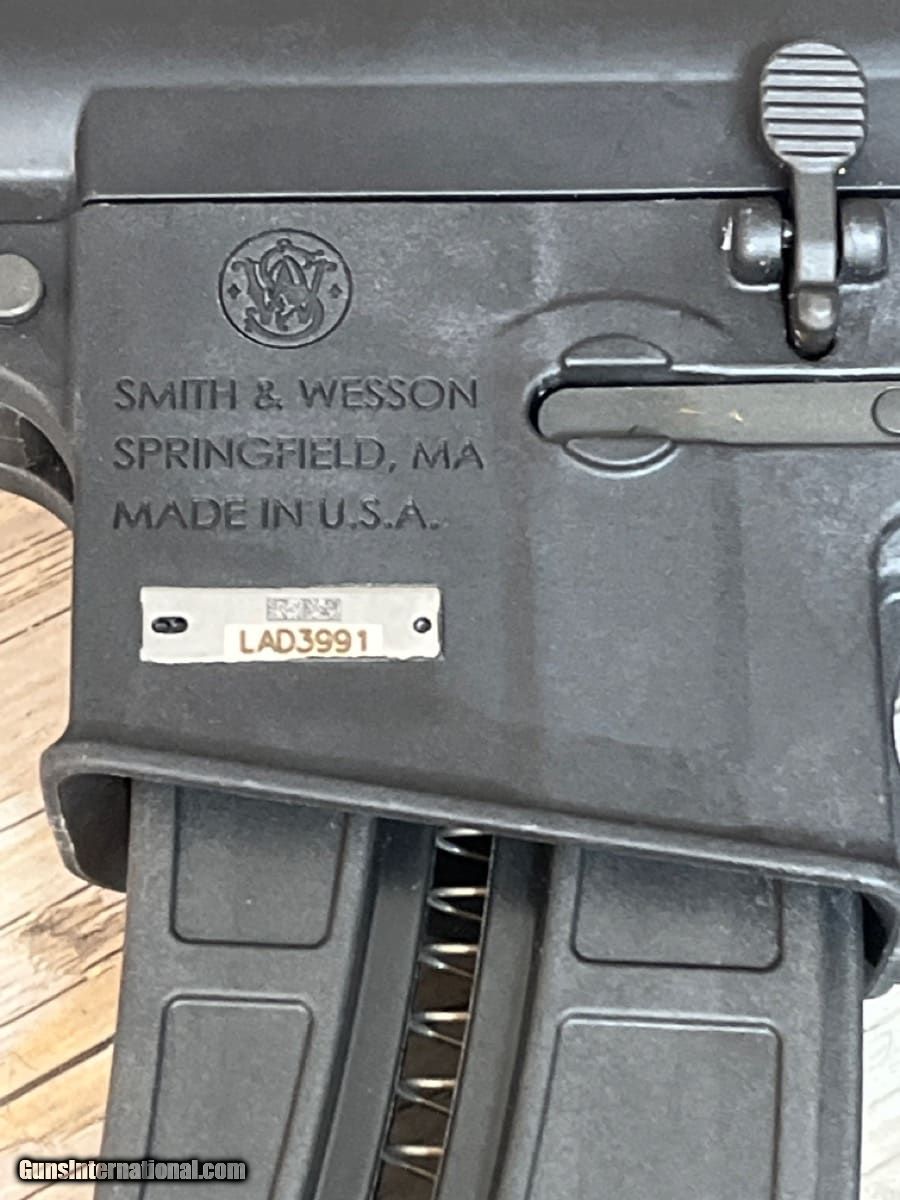 SMITH & WESSON
SPRINGFIELD, MA
MADE IN U.S.A.
LAD3991
GunsInternational.com